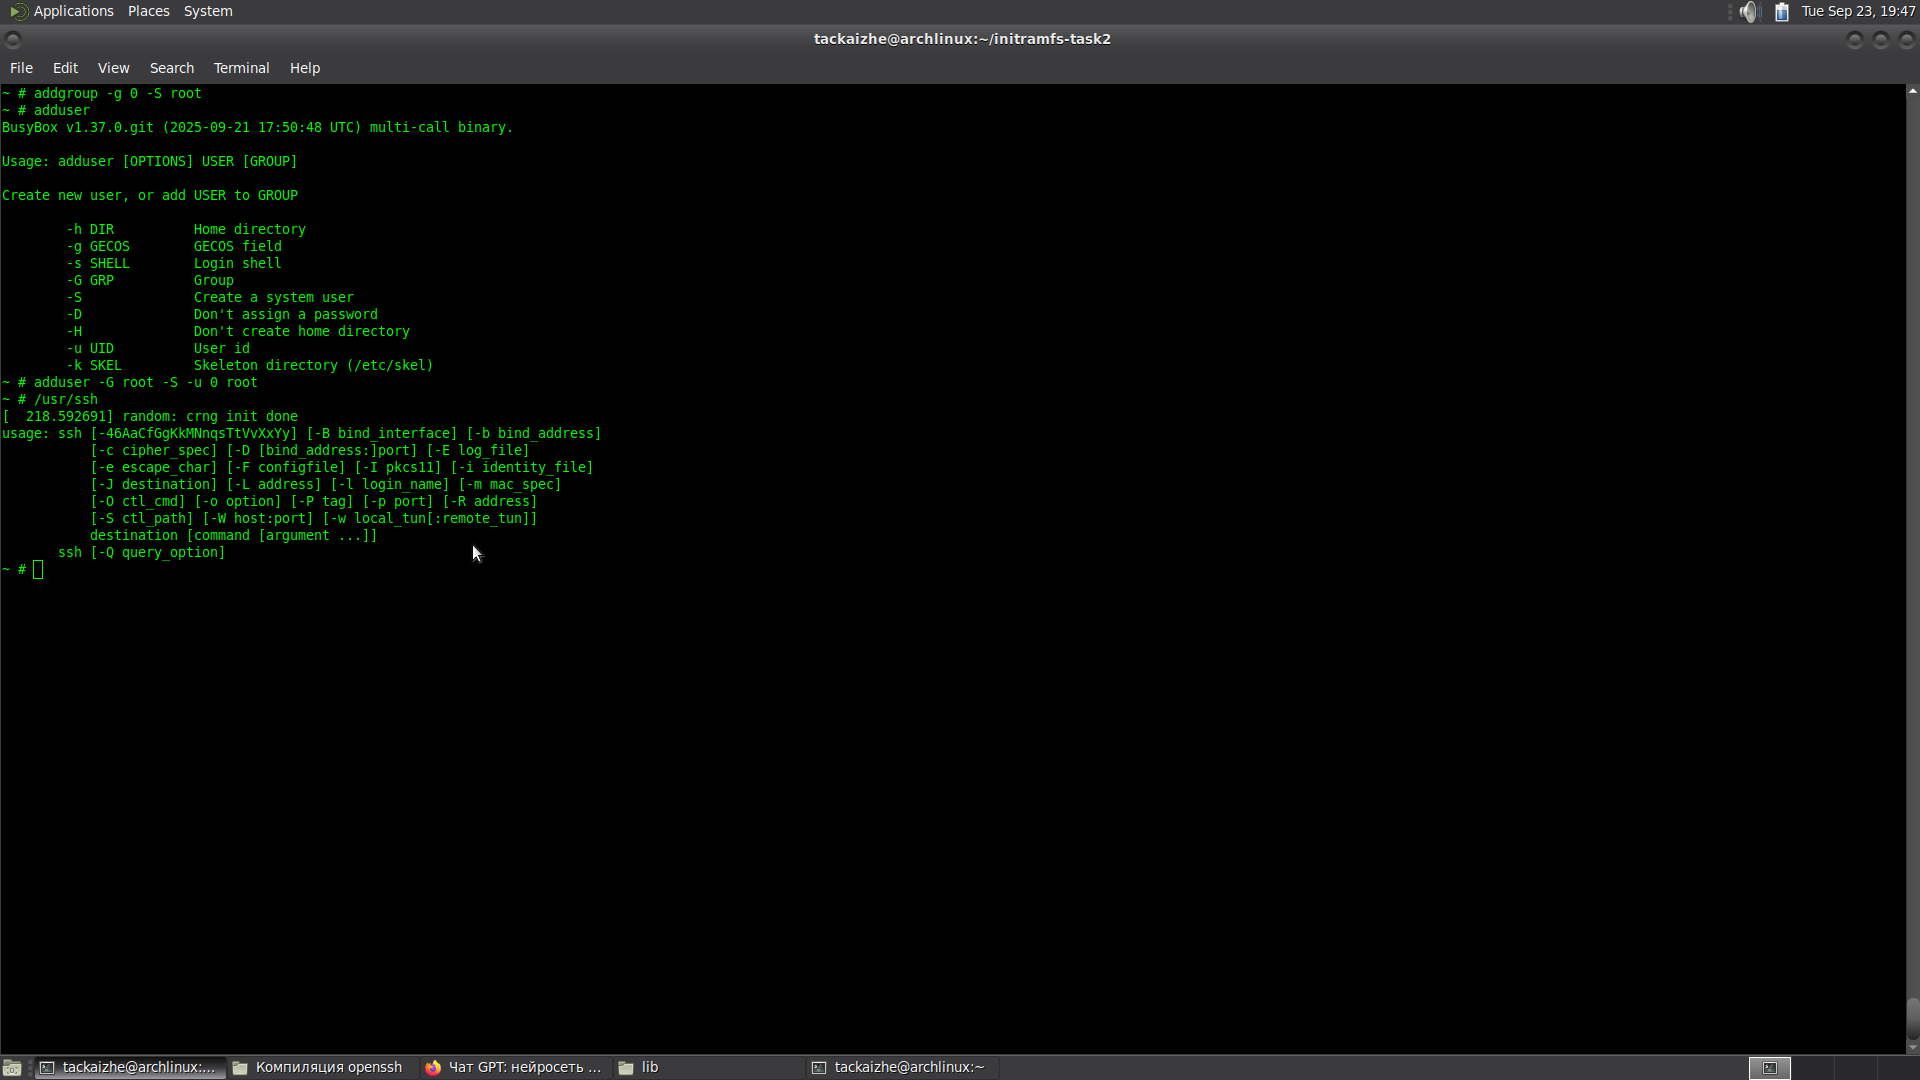 Applications Places System Tue Sep 23, 19:47
tackaizhe@archlinux:~/initramfs-task2
File Edit View Search Terminal Help
~ # addgroup -g 0 -S root
~ # adduser
BusyBox v1.37.0.git (2025-09-21 17:50:48 UTC) multi-call binary.
Usage: adduser [OPTIONS] USER [GROUP]
Create new user, or add USER to GROUP
-h DIR Home directory
-g GECOS GECOS field
-s SHELL Login shell
-G GRP Group
-S Create a system user
-D Don't assign a password
-H Don't create home directory
-u UID User id
-k SKEL Skeleton directory (/etc/skel)
~ # adduser -G root -S -u 0 root
~ # /usr/ssh
[  218.592691] random: crng init done
usage: ssh [-46AaCfGgKkMNnqsTtVvXxYy] [-B bind_interface] [-b bind_address]
[-c cipher_spec] [-D [bind_address:]port] [-E log_file]
[-e escape_char] [-F configfile] [-I pkcs11] [-i identity_file]
[-J destination] [-L address] [-l login_name] [-m mac_spec]
[-O ctl_cmd] [-o option] [-P tag] [-p port] [-R address]
[-S ctl_path] [-W host:port] [-w local_tun[:remote_tun]]
destination [command [argument ...]]
ssh [-Q query_option]
~ #
tackaizhe@archlinux:... Компиляция openssh Чат GPT: нейросеть ... lib tackaizhe@archlinux:~